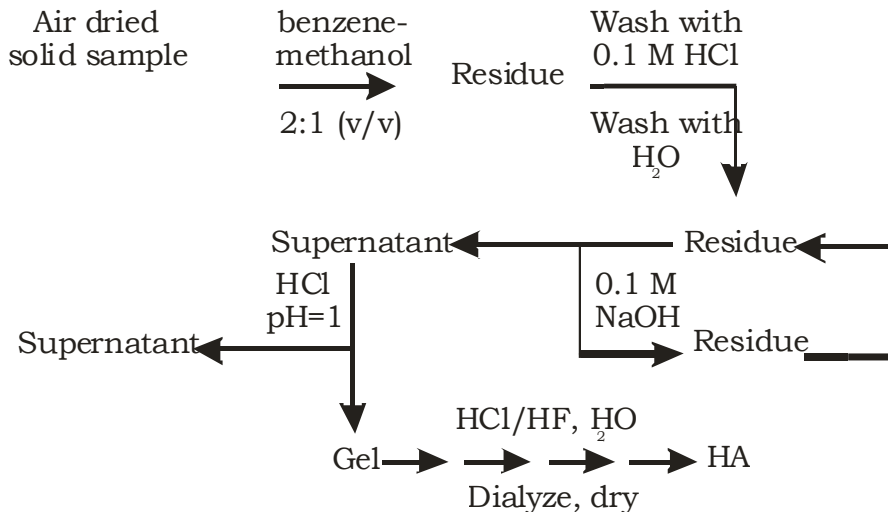 Air dried
solid sample
benzene-
methanol
2:1 (v/v)
Residue
Wash with
0.1 M HCl
Wash with
H₂O
Supernatant
Residue
HCl
pH=1
0.1 M
NaOH
Supernatant
Residue
HCl/HF, H₂O
Gel
HA
Dialyze, dry